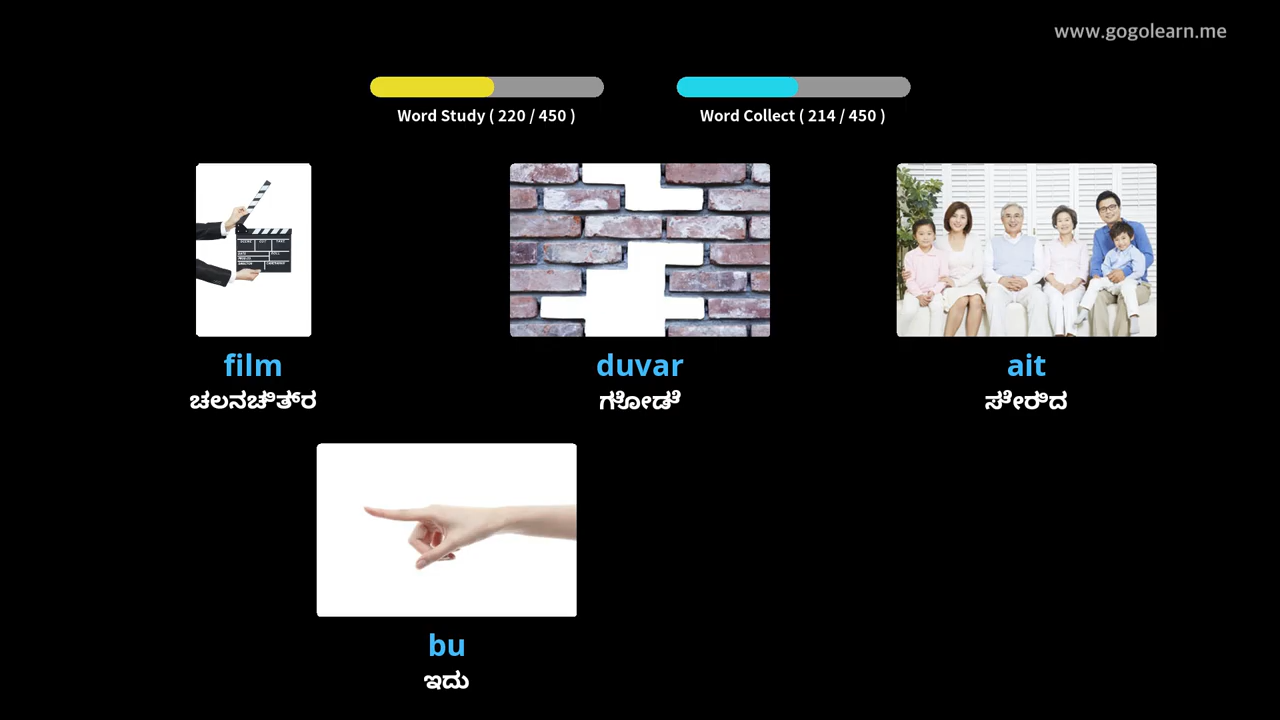 www.gogolearn.me
Word Study ( 220 / 450 )
Word Collect ( 214 / 450 )
film
ಚಲನಚಿತ್ರ
duvar
ಗೋಡೆ
ait
ಸೇರಿದ
bu
ಇದು